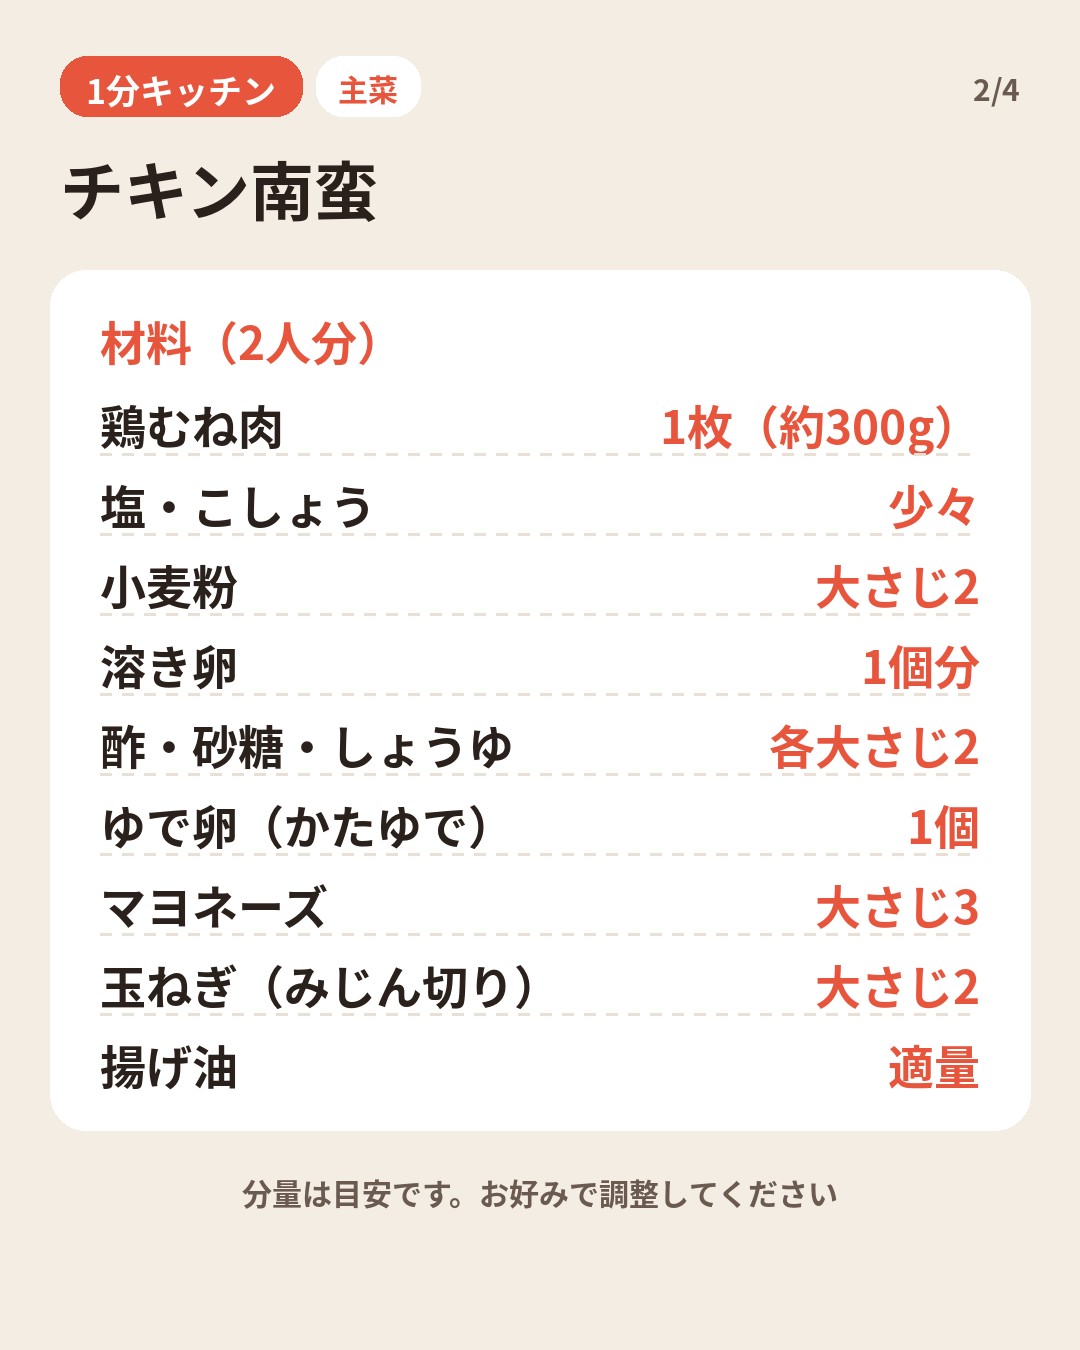 1分キッチン 主菜 2/4
チキン南蛮
材料（2人分）
鶏むね肉 1枚（約300g）
塩・こしょう 少々
小麦粉 大さじ2
溶き卵 1個分
酢・砂糖・しょうゆ 各大さじ2
ゆで卵（かたゆで） 1個
マヨネーズ 大さじ3
玉ねぎ（みじん切り） 大さじ2
揚げ油 適量
分量は目安です。お好みで調整してください